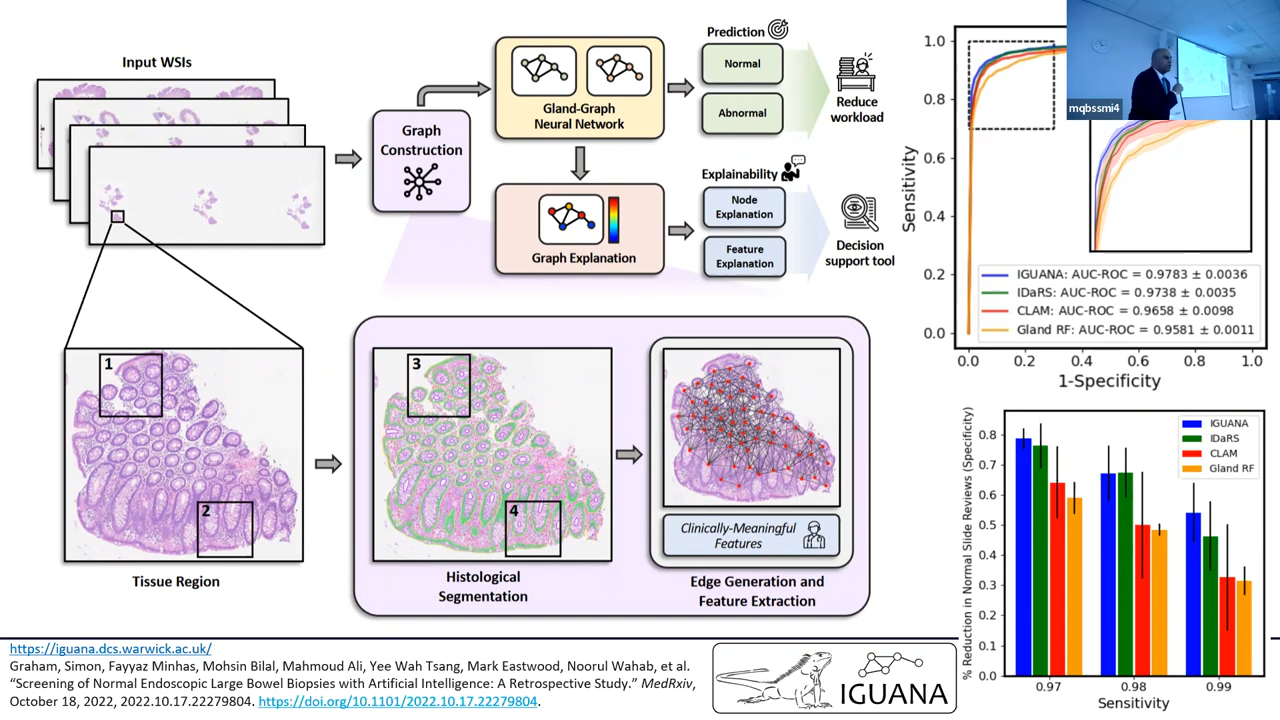 Input WSIs
Graph
Construction
Gland-Graph
Neural Network
Graph Explanation
Prediction
Normal
Abnormal
Reduce
workload
Explainability
Node
Explanation
Feature
Explanation
Decision
support tool
1
2
Tissue Region
3
4
Histological
Segmentation
Clinically-Meaningful
Features
Edge Generation and
Feature Extraction
mqbssmi4
Sensitivity
1.0
0.8
0.6
0.4
0.2
0.0
IGUANA: AUC-ROC = 0.9783 ± 0.0036
IDaRS: AUC-ROC = 0.9738 ± 0.0035
CLAM: AUC-ROC = 0.9658 ± 0.0098
Gland RF: AUC-ROC = 0.9581 ± 0.0011
0.0 0.2 0.4 0.6 0.8 1.0
1-Specificity
% Reduction in Normal Slide Reviews (Specificity)
0.8
0.7
0.6
0.5
0.4
0.3
0.2
0.1
0.0
IGUANA
IDaRS
CLAM
Gland RF
0.97 0.98 0.99
Sensitivity
https://iguana.dcs.warwick.ac.uk/
Graham, Simon, Fayyaz Minhas, Mohsin Bilal, Mahmoud Ali, Yee Wah Tsang, Mark Eastwood, Noorul Wahab, et al.
“Screening of Normal Endoscopic Large Bowel Biopsies with Artificial Intelligence: A Retrospective Study.” MedRxiv,
October 18, 2022, 2022.10.17.22279804. https://doi.org/10.1101/2022.10.17.22279804.
IGUANA